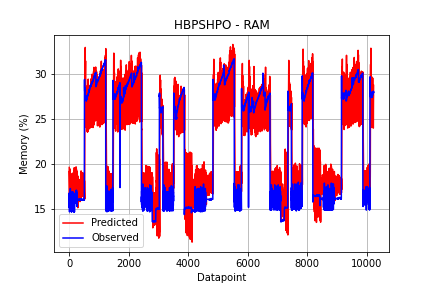 HBPSHPO - RAM
Memory (%)
30
25
20
15
Predicted
Observed
0
2000
4000
6000
8000
10000
Datapoint